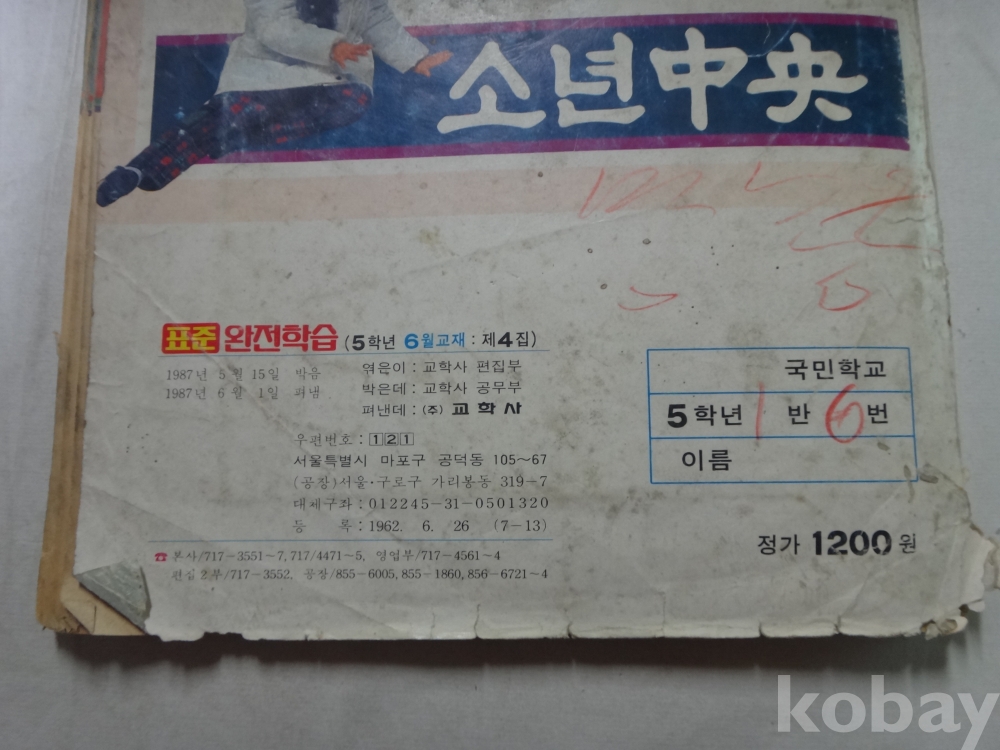 소년中央
표준 완전학습 (5학년 6월교재 : 제4집)
1987년 5월 15일 박음
1987년 6월 1일 펴냄
엮은이 : 교학사 편집부
박은데 : 교학사 공무부
펴낸데 : (주) 교학사
우편번호 : 121
서울특별시 마포구 공덕동 105~67
(공장)서울·구로구 가리봉동 319-7
대체구좌 : 012245-31-0501320
등 록 : 1962. 6. 26 (7-13)
☎ 본사/717-3551~7, 717/4471~5, 영업부/717-4561~4
편집2부/717-3552, 공장/855-6005, 855-1860, 856-6721~4
국민학교
5학년 1 반 6번
이름
정가 1200원
kobay